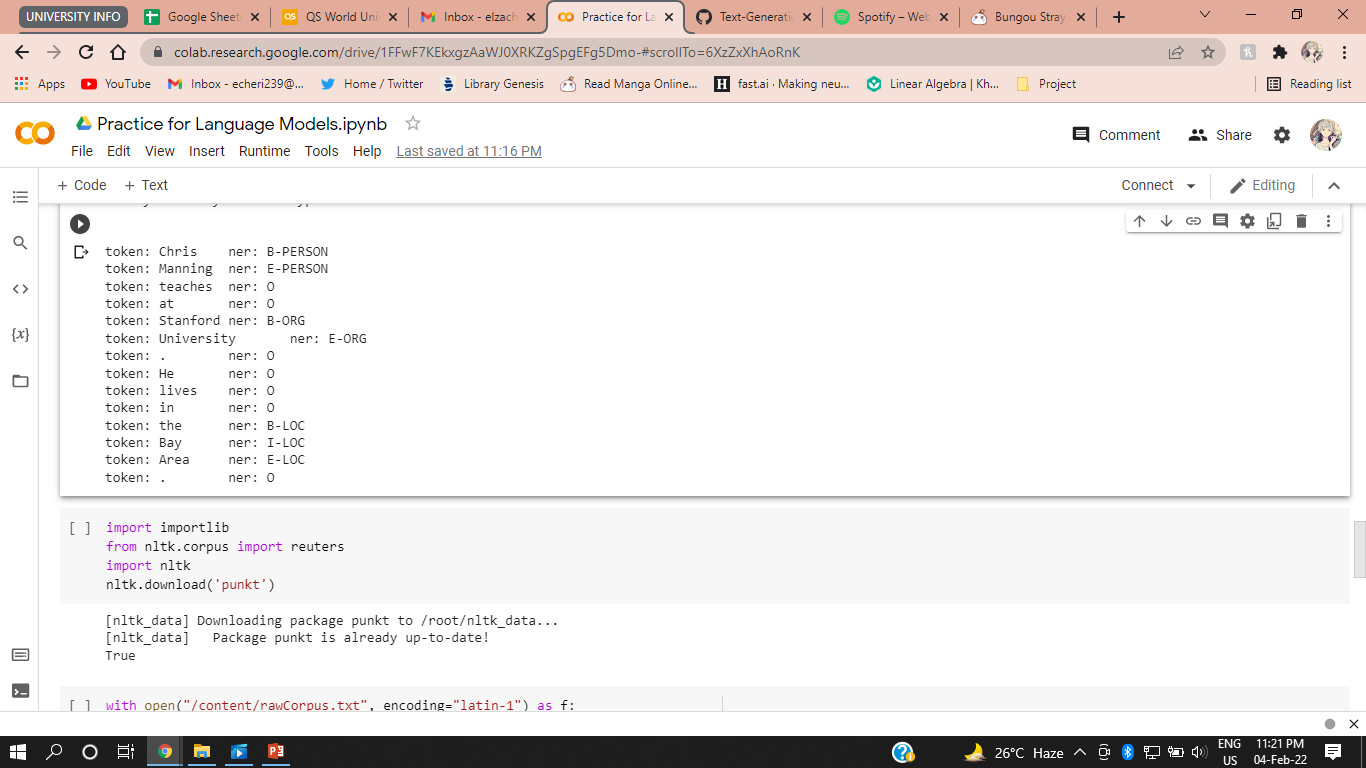 UNIVERSITY INFO
Google Sheet
QS World Uni
Inbox - elzach
Practice for La
Text-Generatio
Spotify – Web
Bungou Stray
colab.research.google.com/drive/1FFwF7KEkxgzAaWJ0XRKZgSpgEFg5Dmo-#scrollTo=6XzZxXhAoRnK
Apps
YouTube
Inbox - echeri239@...
Home / Twitter
Library Genesis
Read Manga Online...
fast.ai · Making neu...
Linear Algebra | Kh...
Project
Reading list
Practice for Language Models.ipynb
Comment
Share
File Edit View Insert Runtime Tools Help Last saved at 11:16 PM
+ Code + Text
Connect
Editing
token: Chris ner: B-PERSON
token: Manning ner: E-PERSON
token: teaches ner: O
token: at ner: O
token: Stanford ner: B-ORG
token: University ner: E-ORG
token: . ner: O
token: He ner: O
token: lives ner: O
token: in ner: O
token: the ner: B-LOC
token: Bay ner: I-LOC
token: Area ner: E-LOC
token: . ner: O
[ ] import importlib
from nltk.corpus import reuters
import nltk
nltk.download('punkt')
[nltk_data] Downloading package punkt to /root/nltk_data...
[nltk_data] Package punkt is already up-to-date!
True
[ ] with open("/content/rawCorpus.txt", encoding="latin-1") as f:
26°C Haze
ENG
US
11:21 PM
04-Feb-22